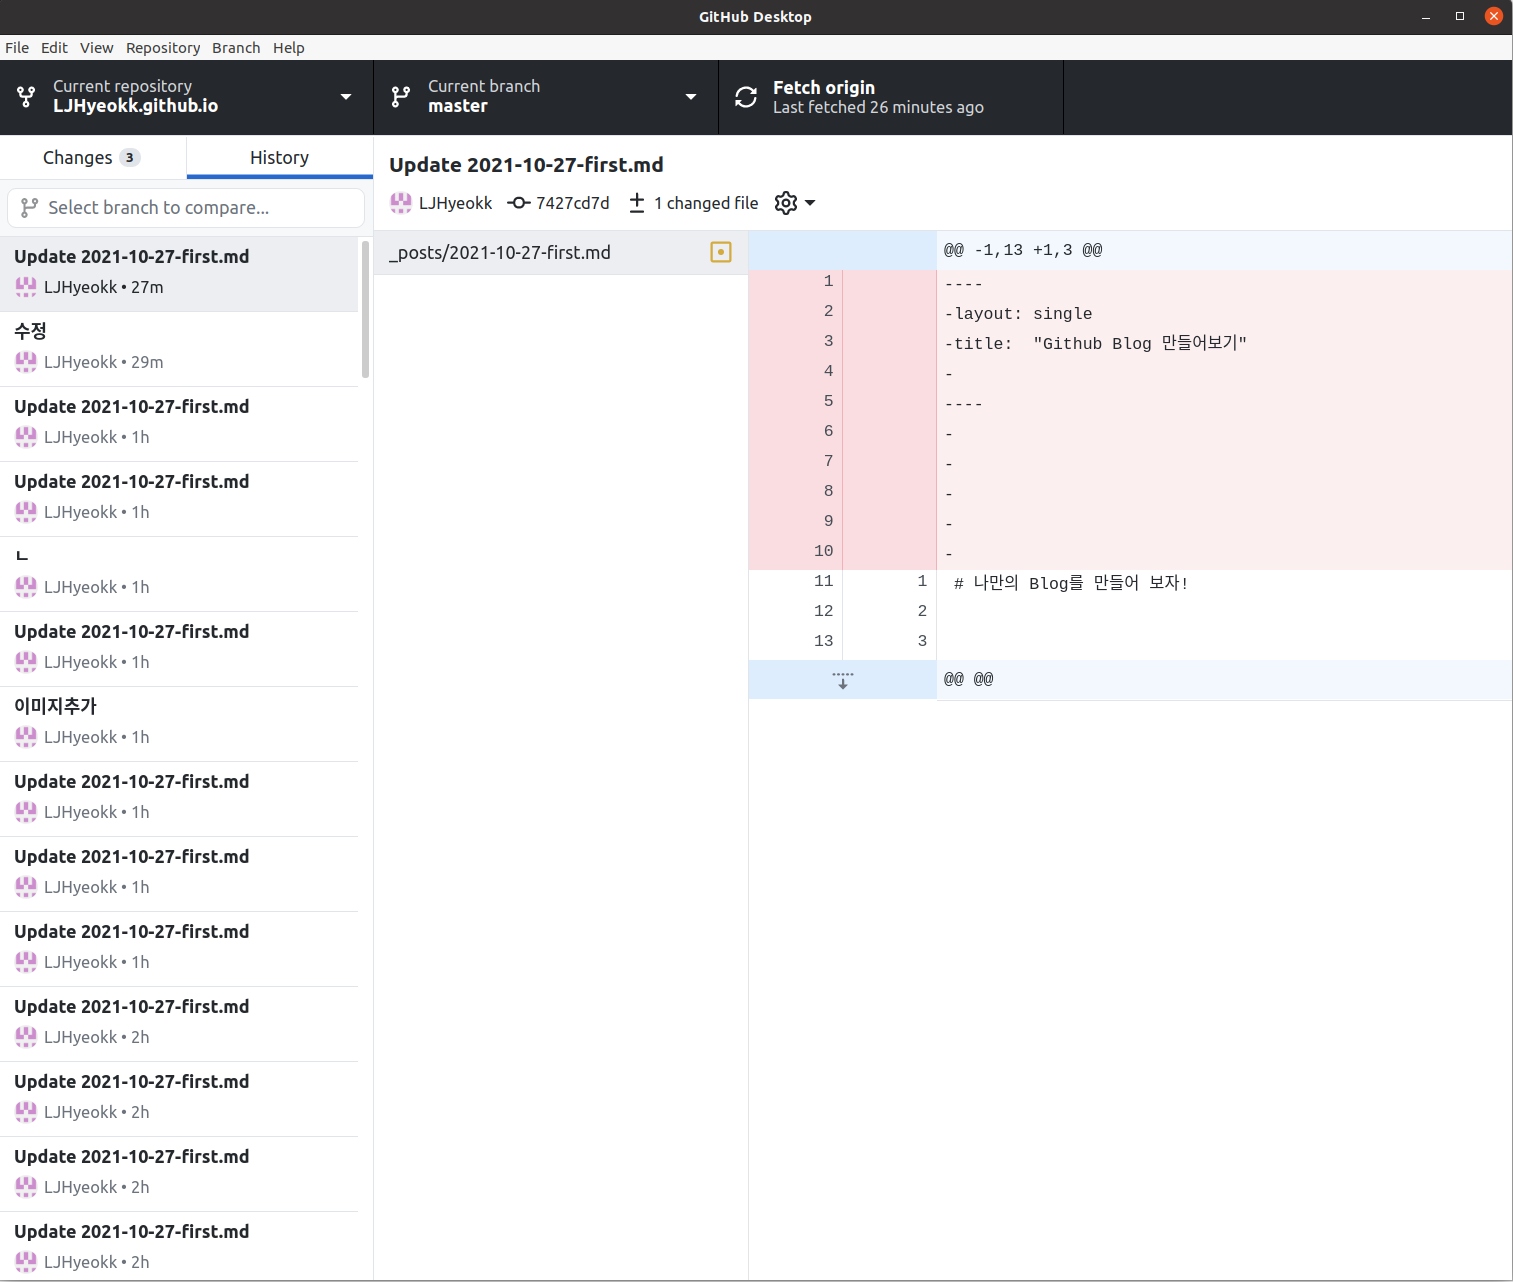 GitHub Desktop
File Edit View Repository Branch Help
Current repository
LJHyeokk.github.io
Current branch
master
Fetch origin
Last fetched 26 minutes ago
Changes 3
History
Select branch to compare...
Update 2021-10-27-first.md
LJHyeokk • 27m
수정
LJHyeokk • 29m
Update 2021-10-27-first.md
LJHyeokk • 1h
Update 2021-10-27-first.md
LJHyeokk • 1h
ㄴ
LJHyeokk • 1h
Update 2021-10-27-first.md
LJHyeokk • 1h
이미지추가
LJHyeokk • 1h
Update 2021-10-27-first.md
LJHyeokk • 1h
Update 2021-10-27-first.md
LJHyeokk • 1h
Update 2021-10-27-first.md
LJHyeokk • 1h
Update 2021-10-27-first.md
LJHyeokk • 2h
Update 2021-10-27-first.md
LJHyeokk • 2h
Update 2021-10-27-first.md
LJHyeokk • 2h
Update 2021-10-27-first.md
LJHyeokk • 2h
Update 2021-10-27-first.md
LJHyeokk 7427cd7d 1 changed file
_posts/2021-10-27-first.md
@@ -1,13 +1,3 @@
1 ----
2 -layout: single
3 -title:  "Github Blog 만들어보기"
4 -
5 ----
6 -
7 -
8 -
9 -
10 -
11 1 # 나만의 Blog를 만들어 보자!
12 2
13 3
@@ @@